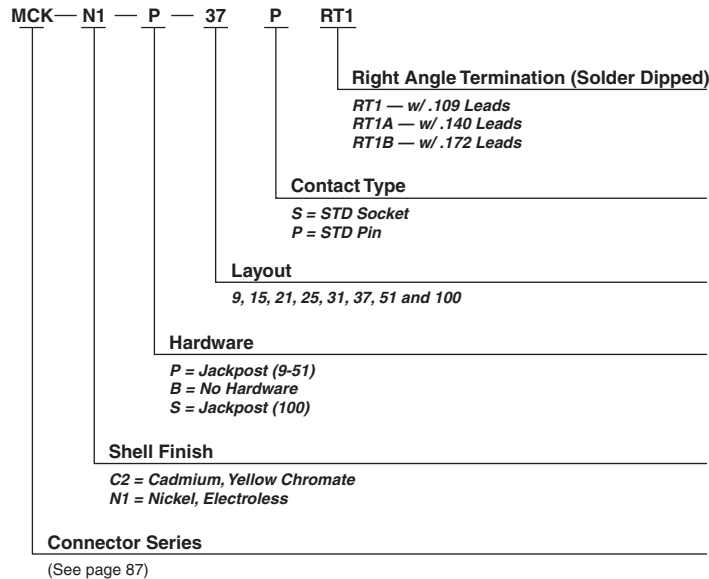 MCK — N1 — P — 37 P RT1
Right Angle Termination (Solder Dipped)
RT1 — w/ .109 Leads
RT1A — w/ .140 Leads
RT1B — w/ .172 Leads
Contact Type
S = STD Socket
P = STD Pin
Layout
9, 15, 21, 25, 31, 37, 51 and 100
Hardware
P = Jackpost (9-51)
B = No Hardware
S = Jackpost (100)
Shell Finish
C2 = Cadmium, Yellow Chromate
N1 = Nickel, Electroless
Connector Series
(See page 87)